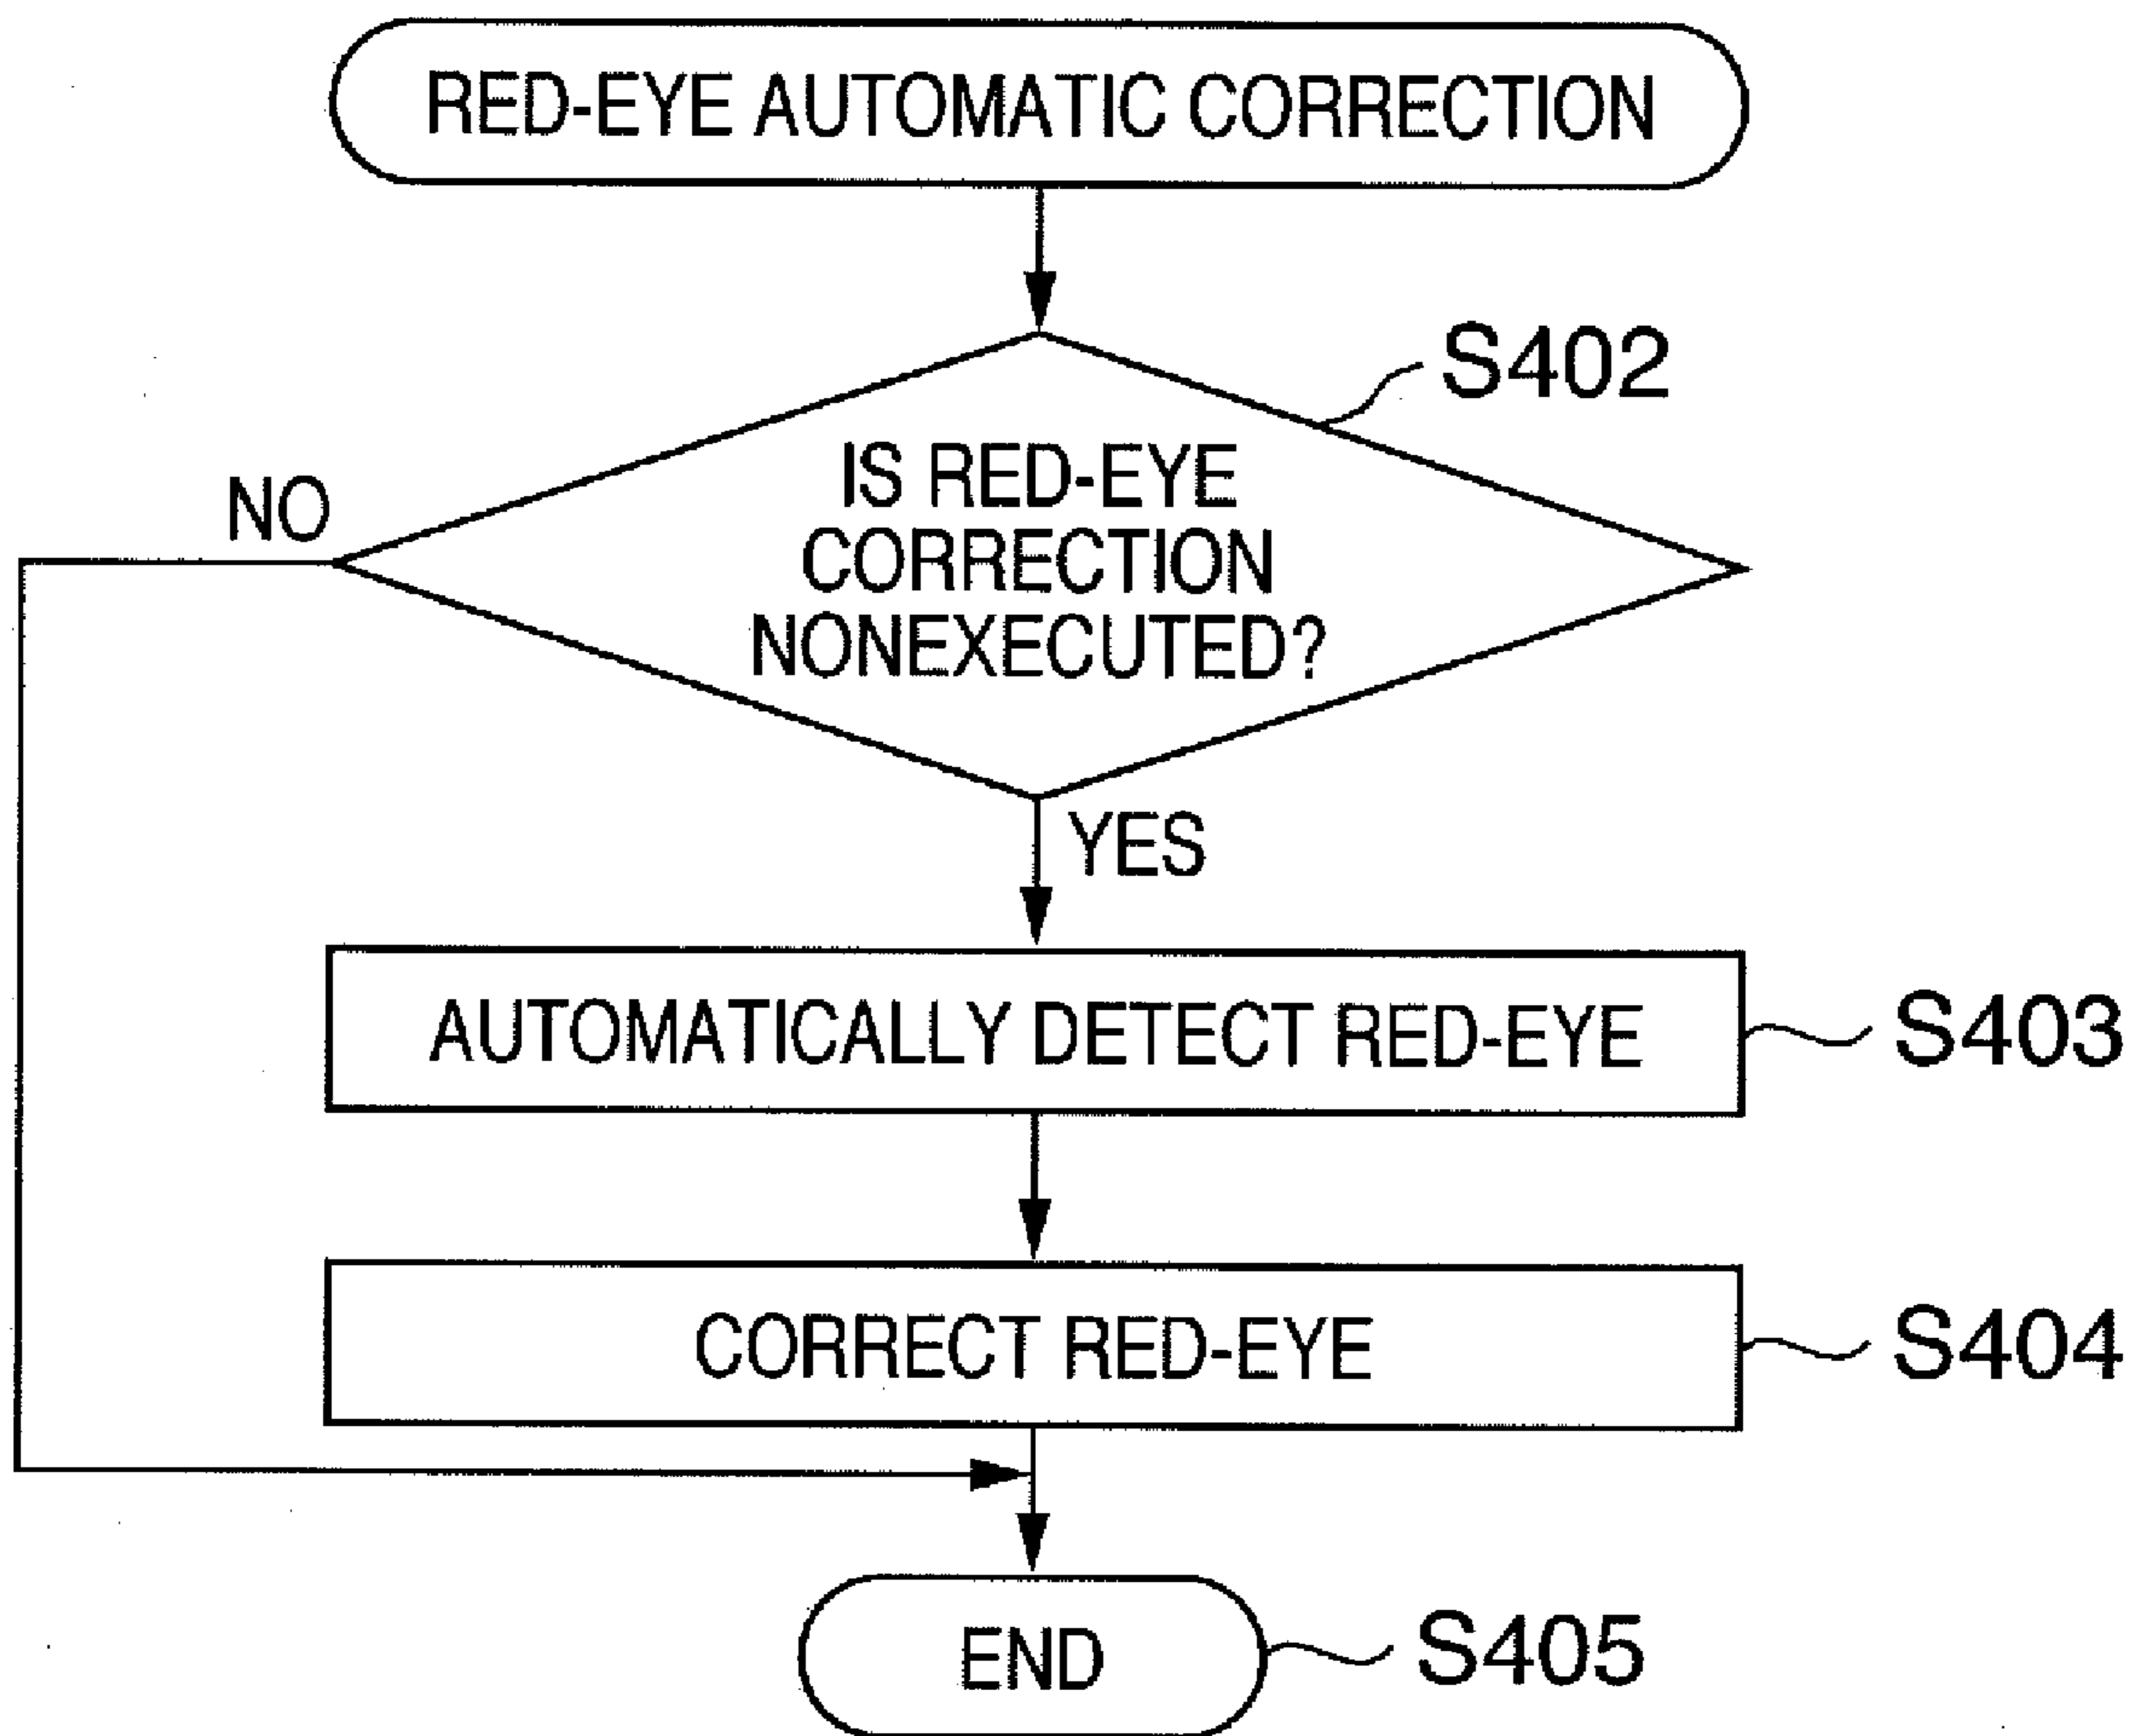 RED-EYE AUTOMATIC CORRECTION
S402
IS RED-EYE
CORRECTION
NONEXECUTED?
NO
YES
AUTOMATICALLY DETECT RED-EYE
S403
CORRECT RED-EYE
S404
END
S405